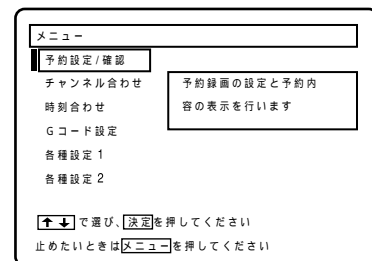 メニュー
予約設定/確認
チャンネル合わせ
時刻合わせ
Gコード設定
各種設定1
各種設定2
予約録画の設定と予約内
容の表示を行います
↑↓で選び、決定を押してください
止めたいときはメニューを押してください